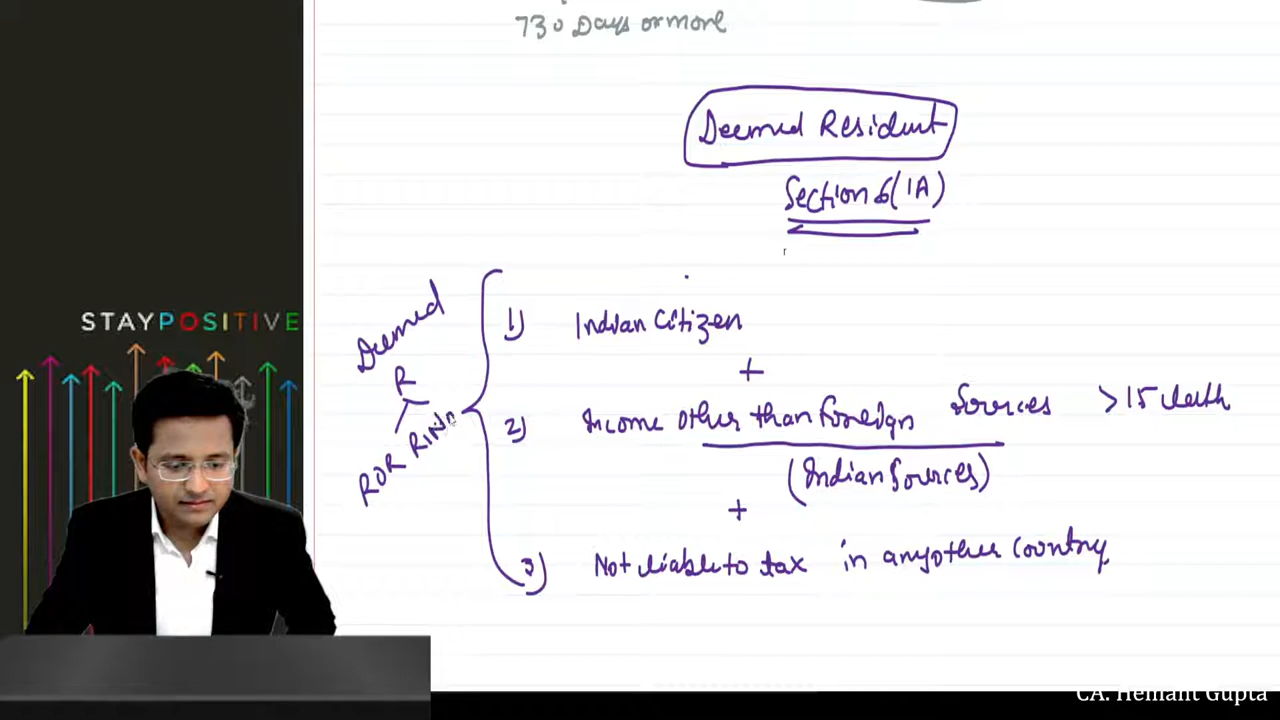 730 Days or more
Deemed Resident
Section 6(1A)
STAYPOSITIVE
Deemed
R
ROR RNOR
1) Indian Citizen
+
2) Income other than foreign Sources > 15 lakh
(Indian Sources)
+
3) Not liable to tax in any other country
CA. Hemant Gupta